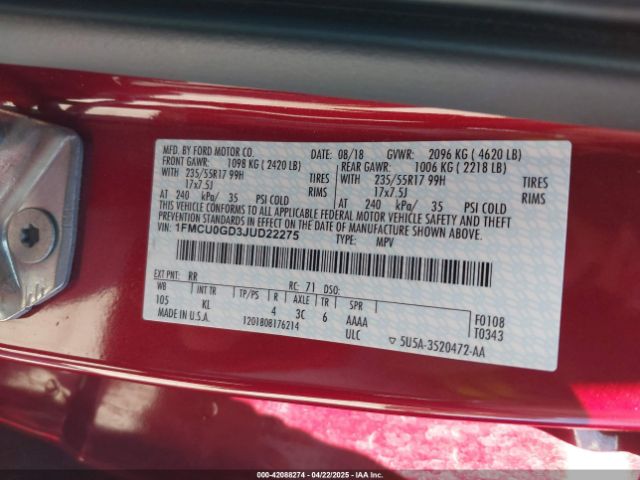 MFD. BY FORD MOTOR CO. 08/18 GVWR: 2096 KG ( 4620 LB)
FRONT GAWR: 1098 KG ( 2420 LB) REAR GAWR: 1006 KG ( 2218 LB)
WITH 235/55R17 99H TIRES WITH 235/55R17 99H TIRES
17x7.5J RIMS 17x7.5J RIMS
AT 240 kPa/ 35 PSI COLD AT 240 kPa/ 35 PSI COLD
THIS VEHICLE CONFORMS TO ALL APPLICABLE FEDERAL MOTOR VEHICLE SAFETY AND THEFT
PREVENTION STANDARDS IN EFFECT ON THE DATE OF MANUFACTURE SHOWN ABOVE.
VIN: 1FMCU0GD3JUD22275 TYPE: MPV
EXT PNT: RR RC: 71 DSO:
WB INT TR TP/PS R AXLE TR SPR
105 KL 4 3C 6 AAAA F0108
MADE IN U.S.A. 1201808176214 ULC T0343
5U5A-3520472-AA
000-42088274 | 04/22/2025 | IAAI.COM